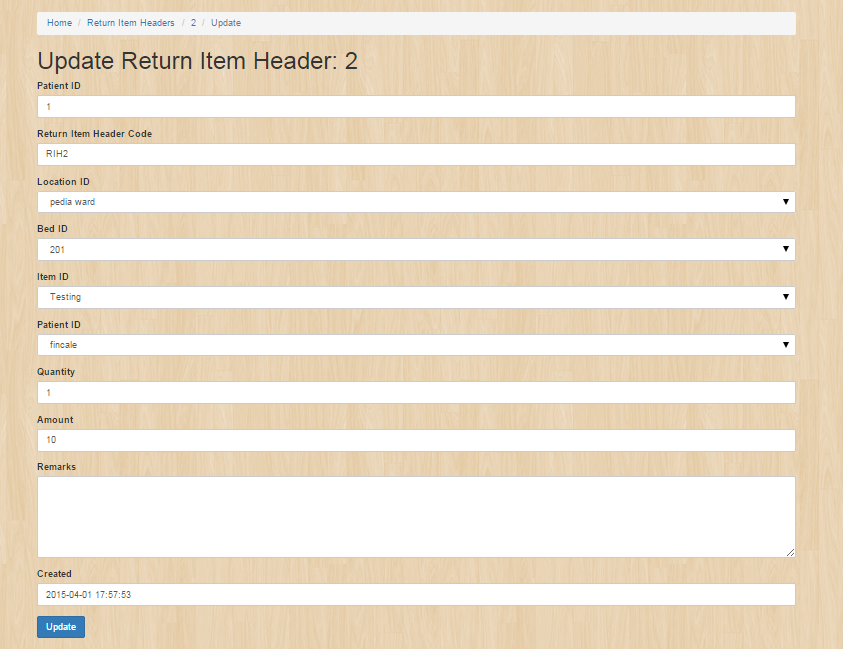 Home / Return Item Headers / 2 / Update
Update Return Item Header: 2
Patient ID
1
Return Item Header Code
RIH2
Location ID
pedia ward
Bed ID
201
Item ID
Testing
Patient ID
fincale
Quantity
1
Amount
10
Remarks
Created
2015-04-01 17:57:53
Update